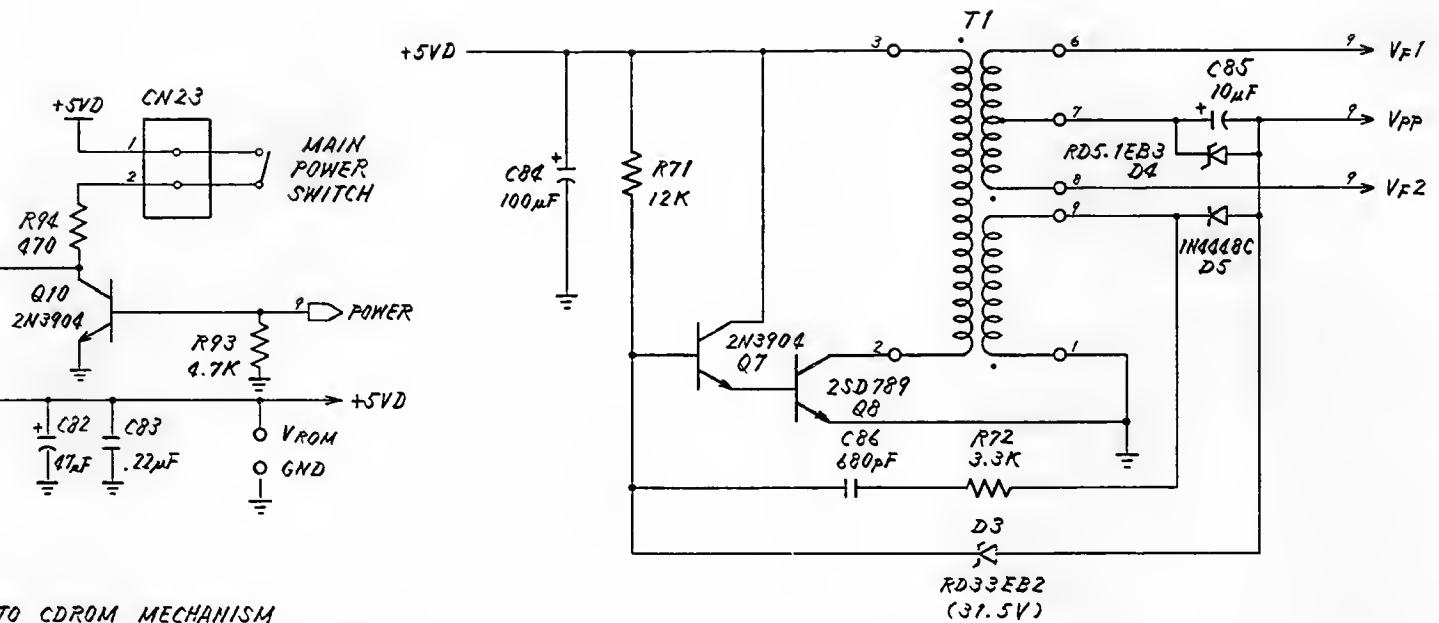 +5VD
CN23
1
2
MAIN
POWER
SWITCH
R94
470
Q10
2N3904
9
POWER
R93
4.7K
+5VD
+ C82
47µF
C83
.22µF
VROM
GND
TO CDROM MECHANISM
T1
+5VD
3
6
9
VF1
C85
10µF
+
7
9
VPP
RD5.1EB3
D4
8
9
VF2
9
1N4448C
D5
+
C84
100µF
R71
12K
2N3904
Q7
2
1
2SD789
Q8
C86
680pF
R72
3.3K
D3
RD33EB2
(31.5V)